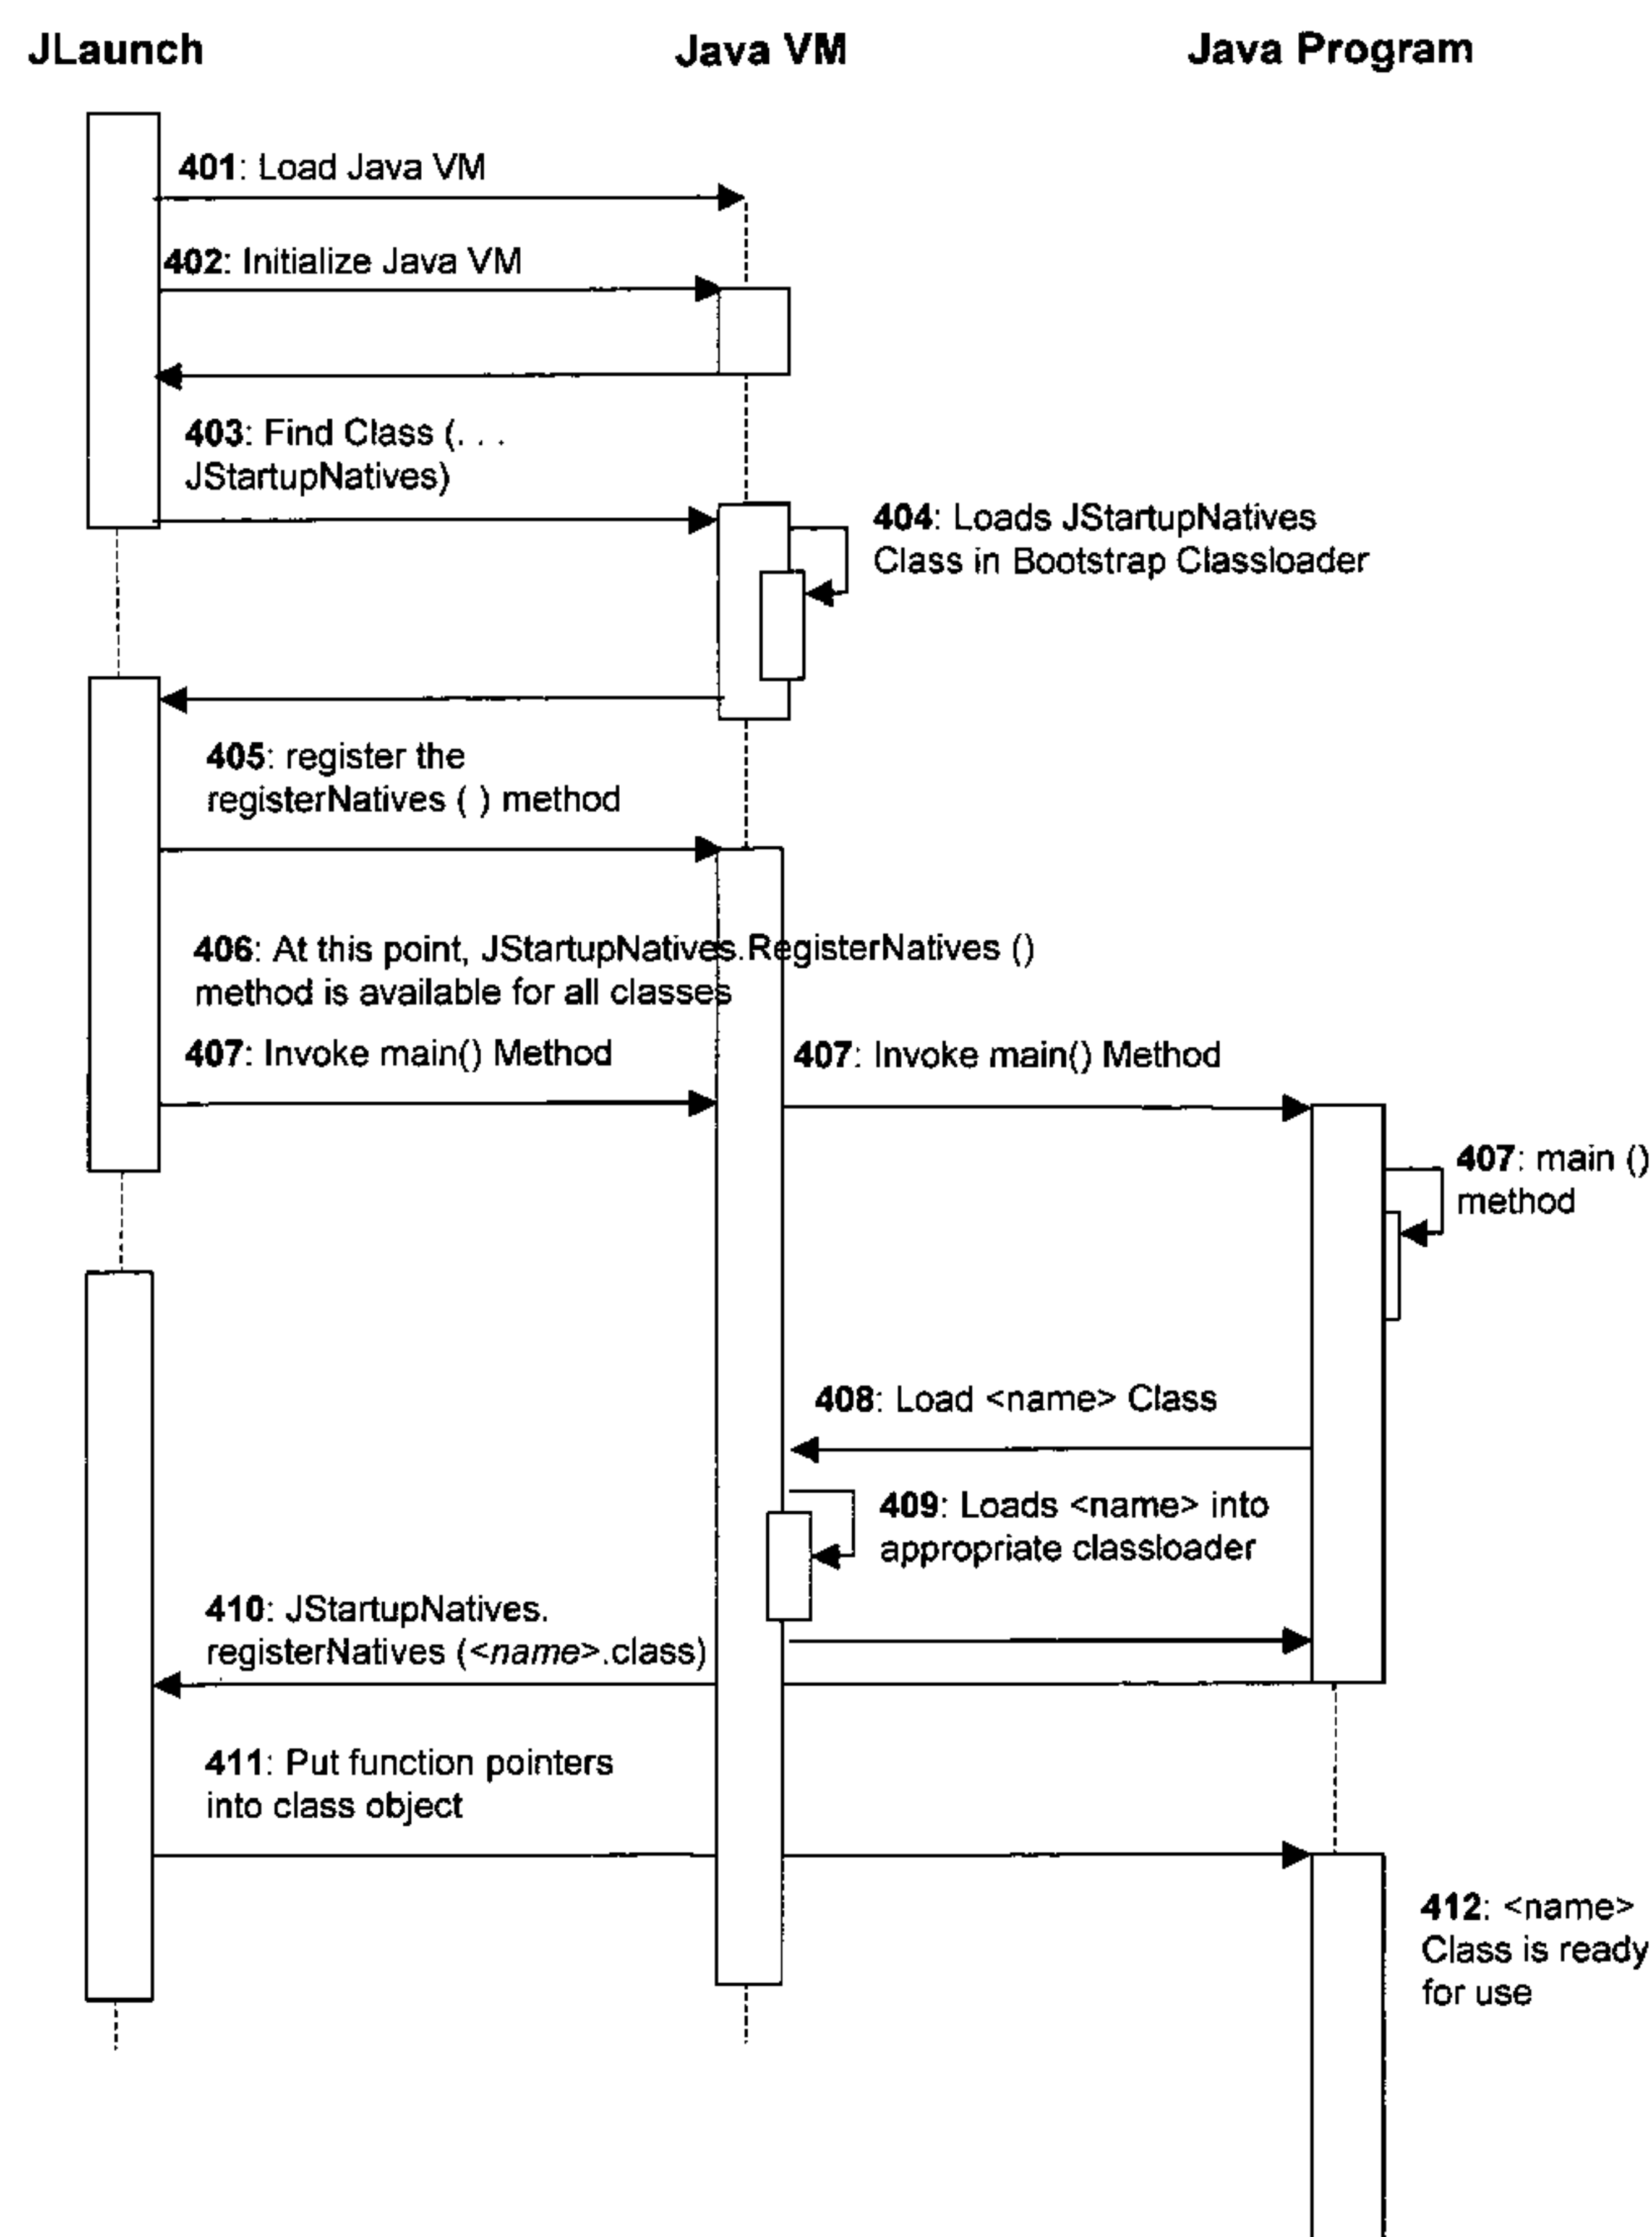 JLaunch
Java VM
Java Program
401: Load Java VM
402: Initialize Java VM
403: Find Class (. . .
JStartupNatives)
404: Loads JStartupNatives
Class in Bootstrap Classloader
405: register the
registerNatives ( ) method
406: At this point, JStartupNatives.RegisterNatives ()
method is available for all classes
407: Invoke main() Method
407: Invoke main() Method
407: main ()
method
408: Load <name> Class
409: Loads <name> into
appropriate classloader
410: JStartupNatives.
registerNatives (<name>.class)
411: Put function pointers
into class object
412: <name>
Class is ready
for use